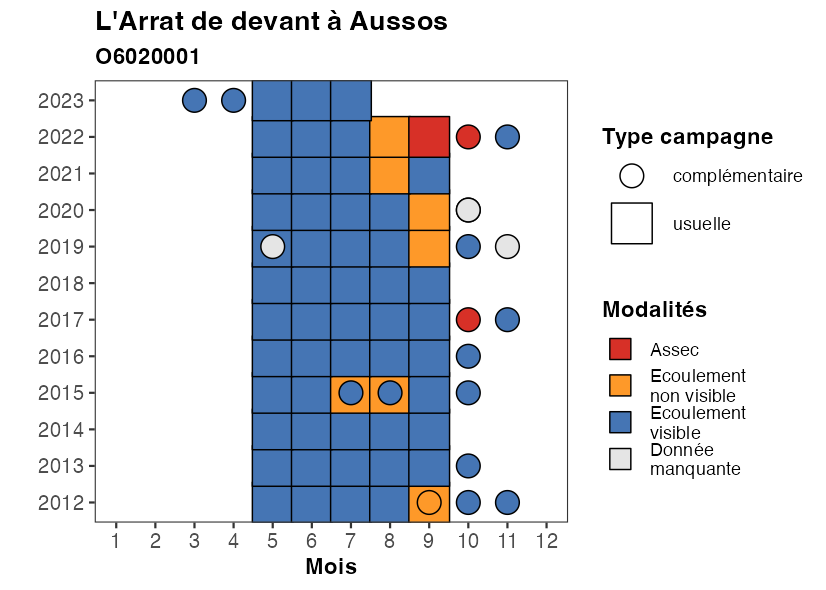 L'Arrat de devant à Aussos
O6020001
2023
2022
2021
2020
2019
2018
2017
2016
2015
2014
2013
2012
1 2 3 4 5 6 7 8 9 10 11 12
Mois
Type campagne
complémentaire
usuelle
Modalités
Assec
Ecoulement
non visible
Ecoulement
visible
Donnée
manquante